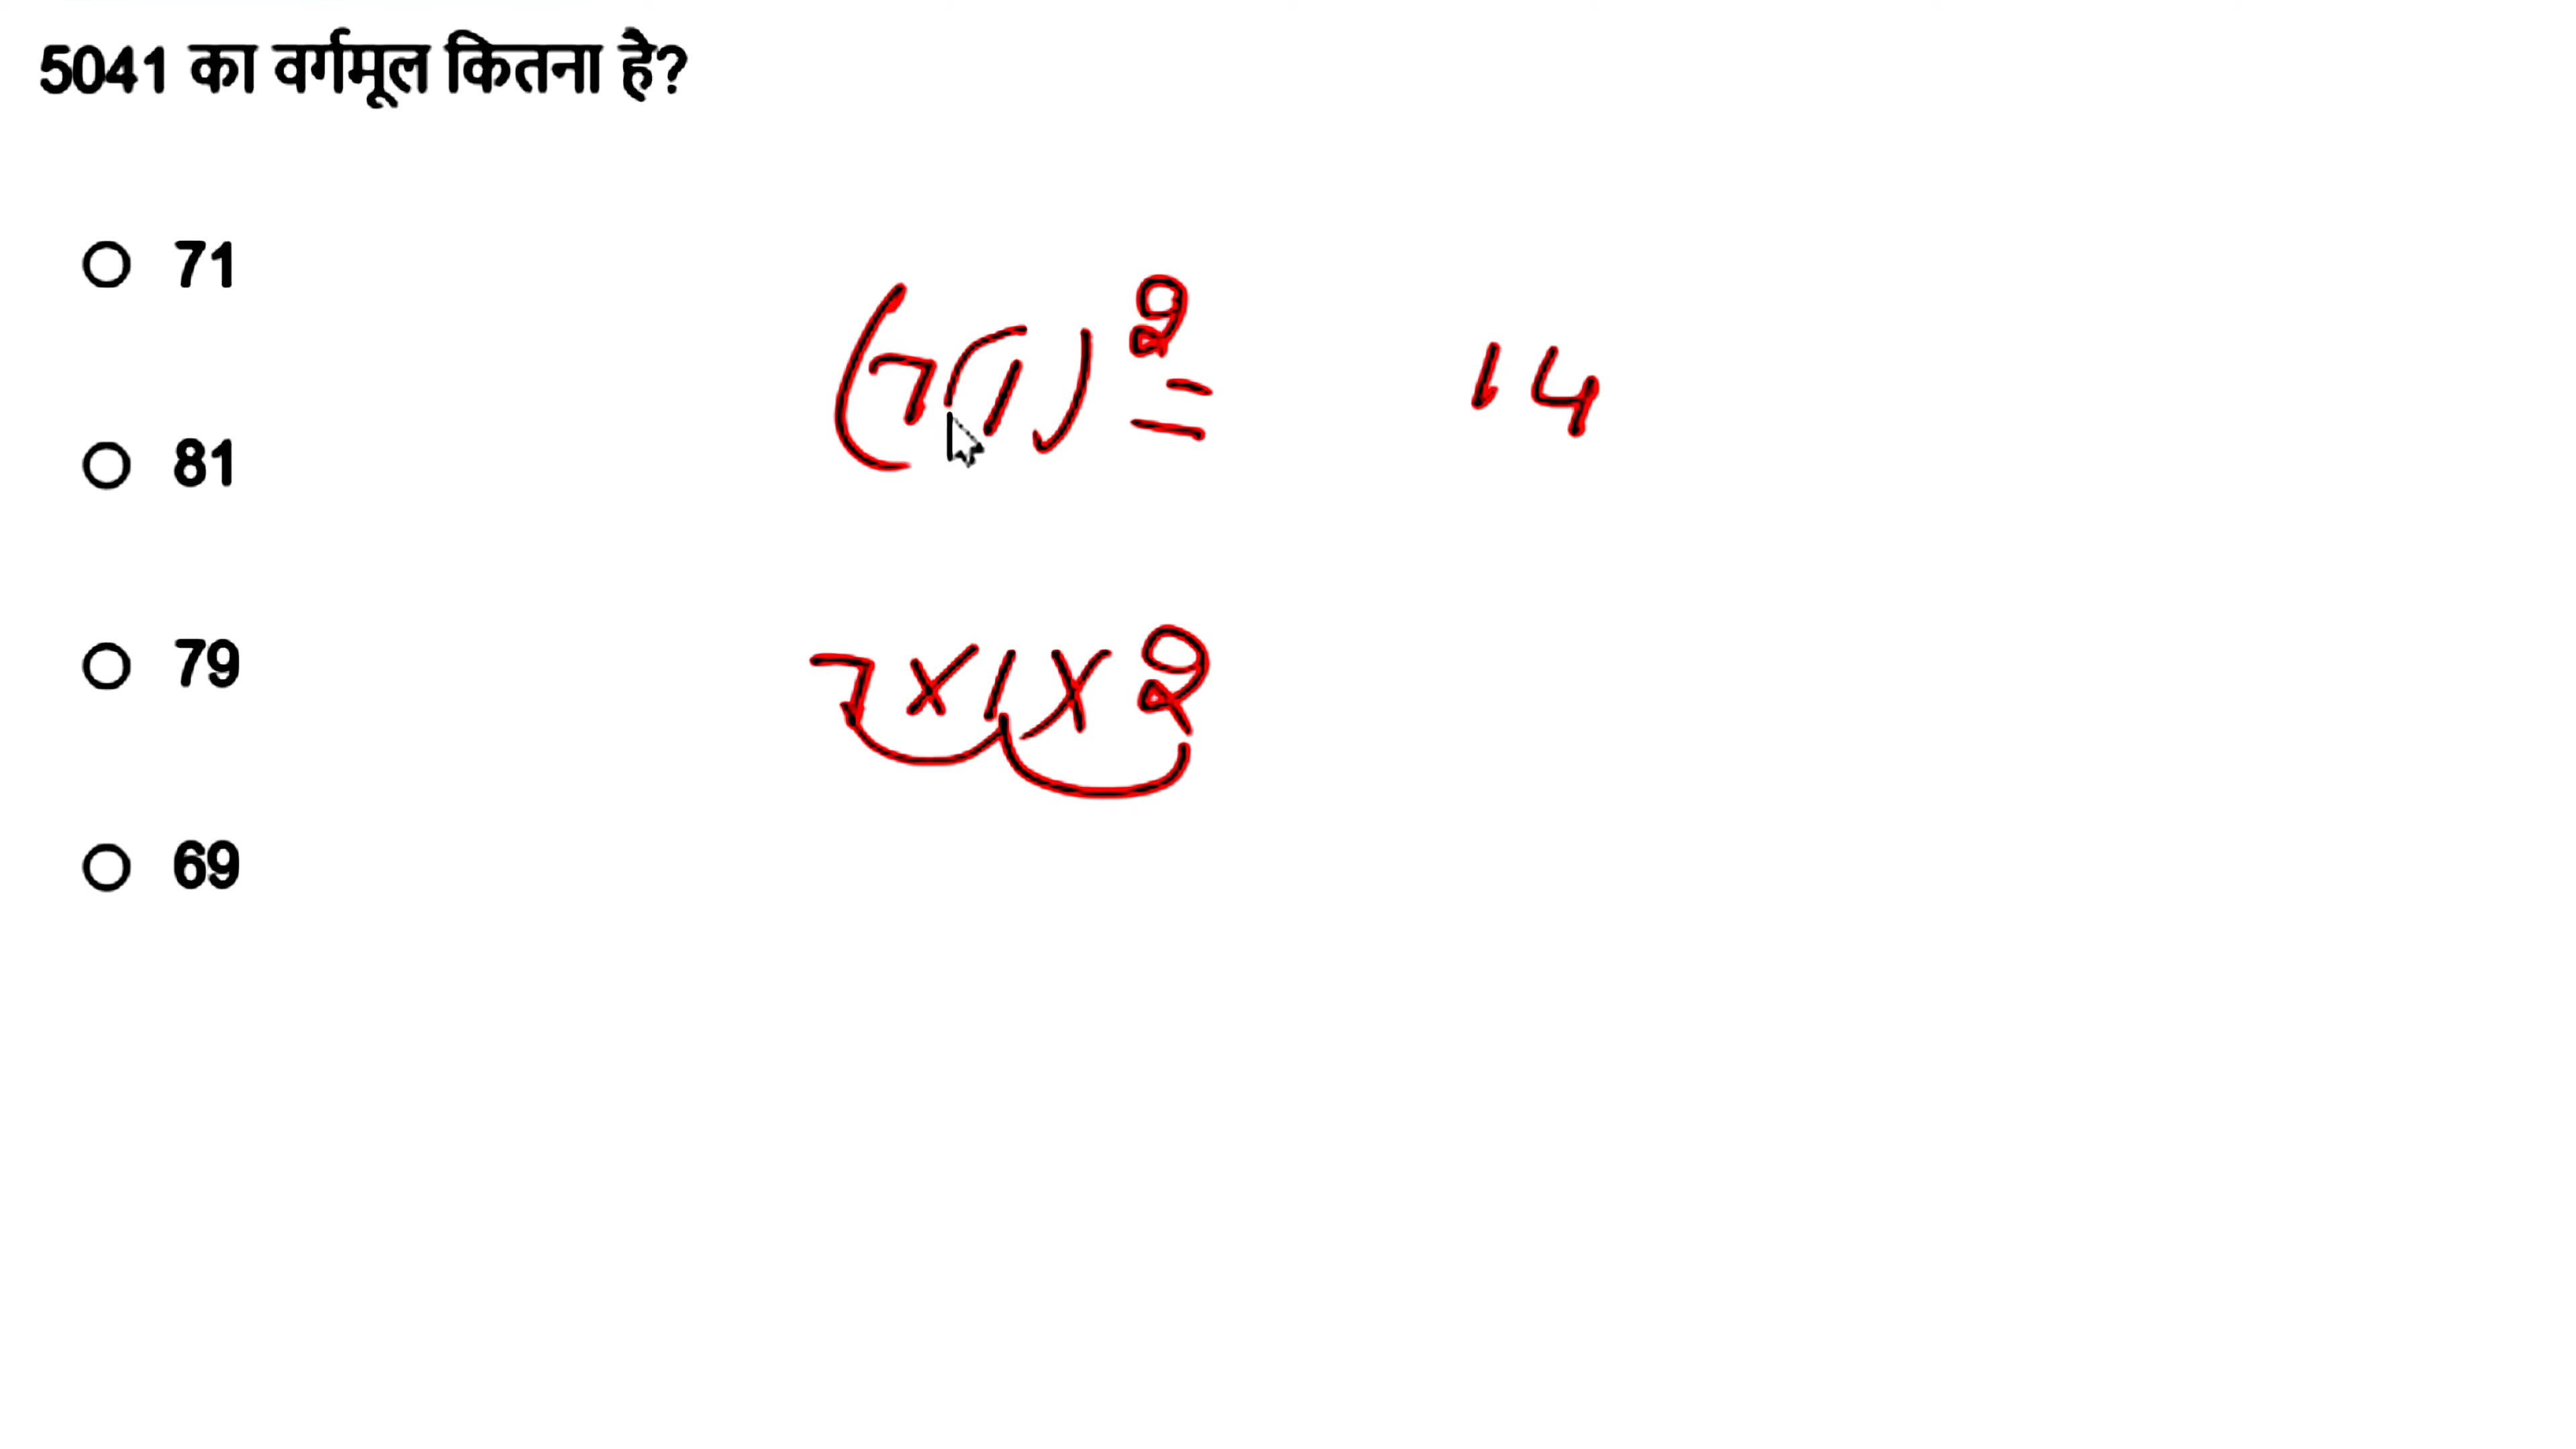 5041 का वर्गमूल कितना है?
71
(71)² = 14
81
79
7×1×2
69